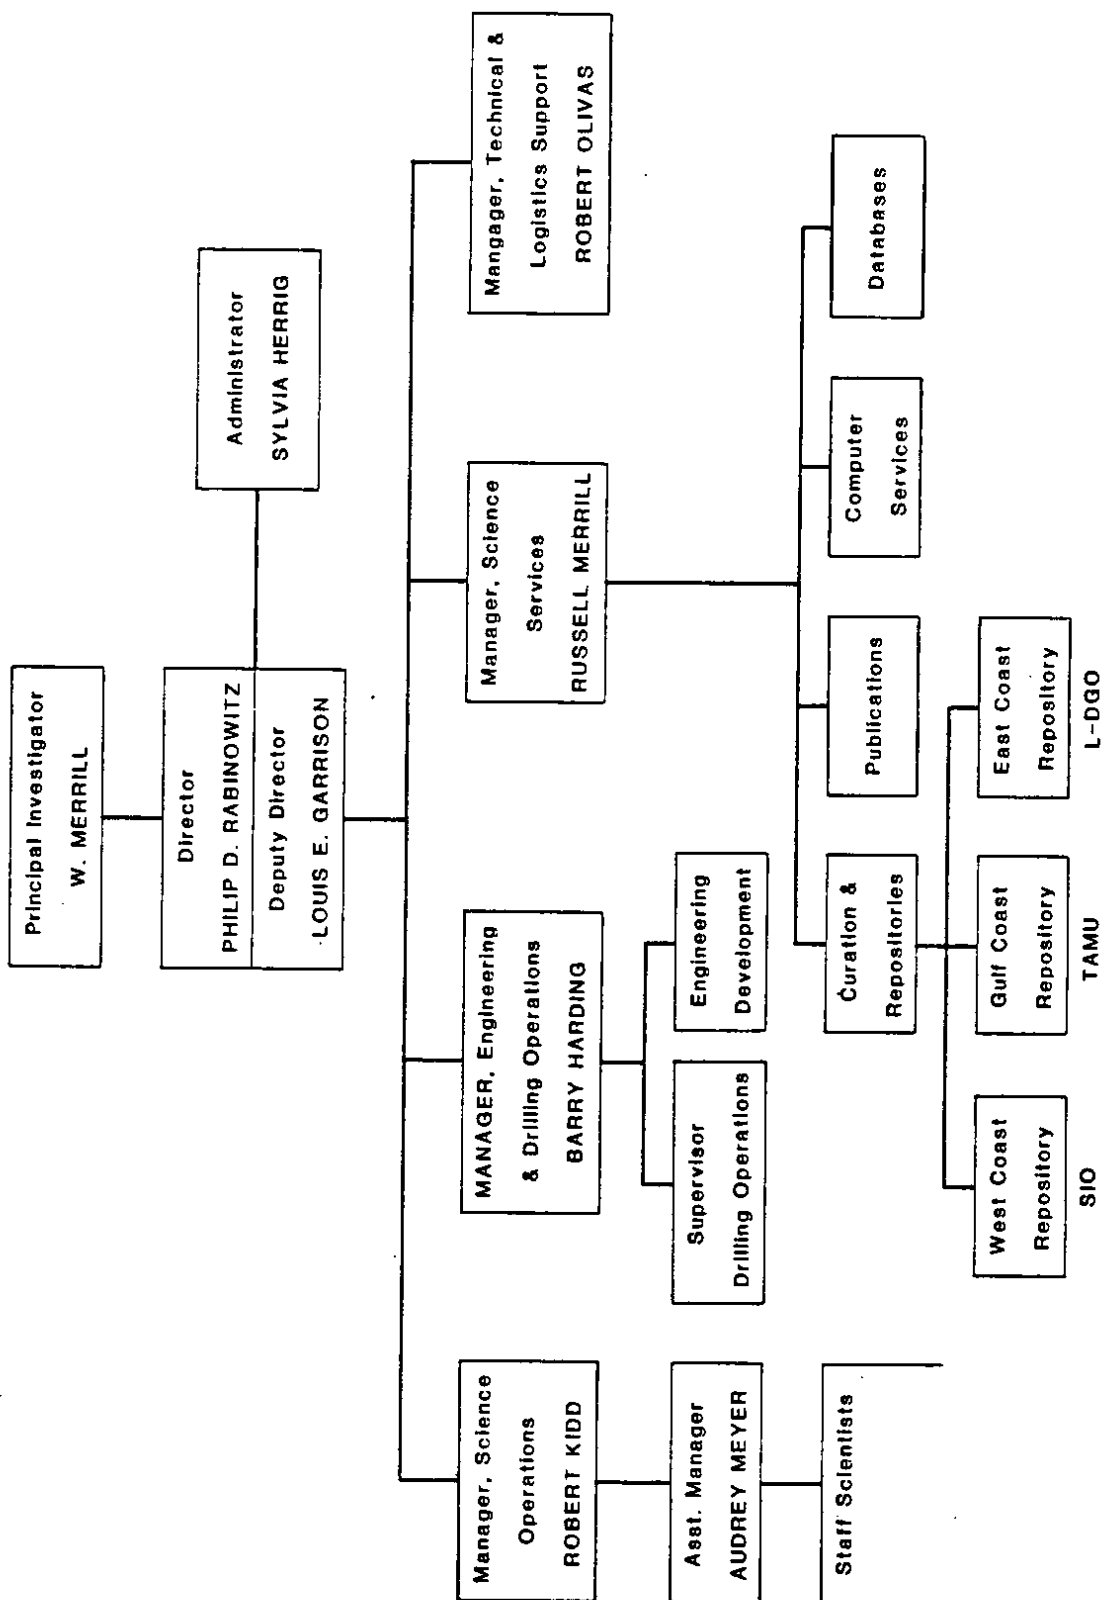 Principal Investigator
W. MERRILL
Director
PHILIP D. RABINOWITZ
Deputy Director
LOUIS E. GARRISON
Administrator
SYLVIA HERRIG
Manager, Science
Operations
ROBERT KIDD
MANAGER, Engineering
& Drilling Operations
BARRY HARDING
Manager, Science
Services
RUSSELL MERRILL
Mangager, Technical &
Logistics Support
ROBERT OLIVAS
Asst. Manager
AUDREY MEYER
Supervisor
Drilling Operations
Engineering
Development
Staff Scientists
Curation &
Repositories
Publications
Computer
Services
Databases
West Coast
Repository
SIO
Gulf Coast
Repository
TAMU
East Coast
Repository
L-DGO